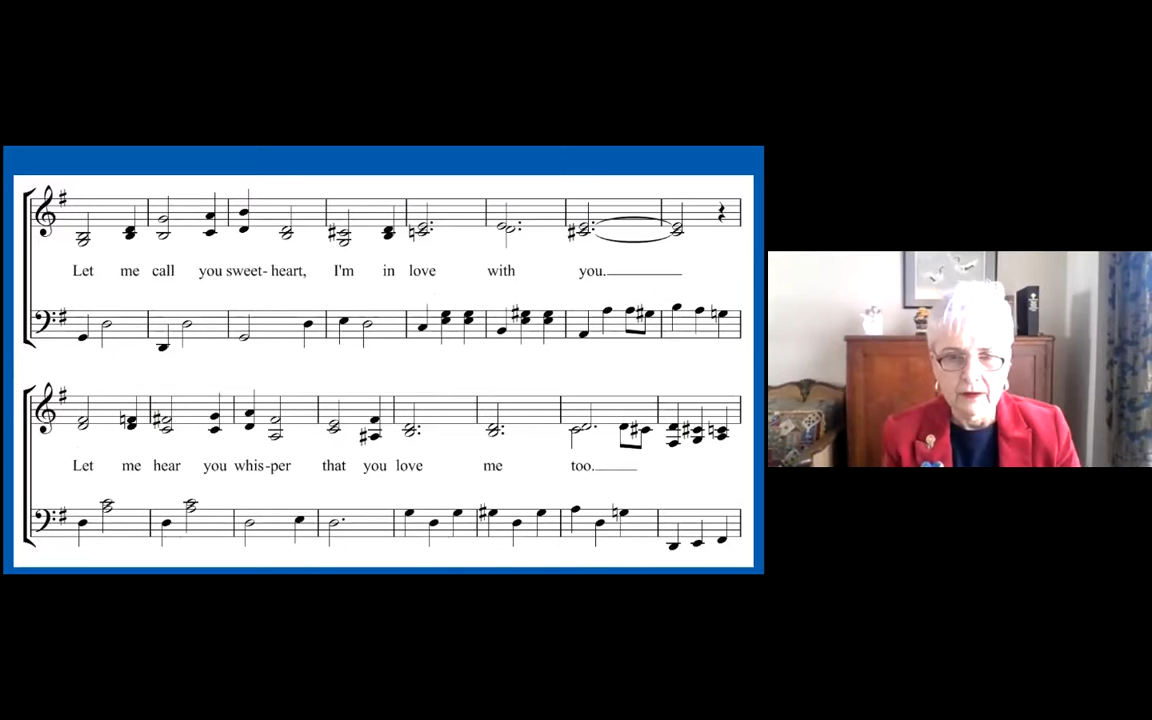 Let me call you sweet- heart, I'm in love with you.
Let me hear you whis-per that you love me too.